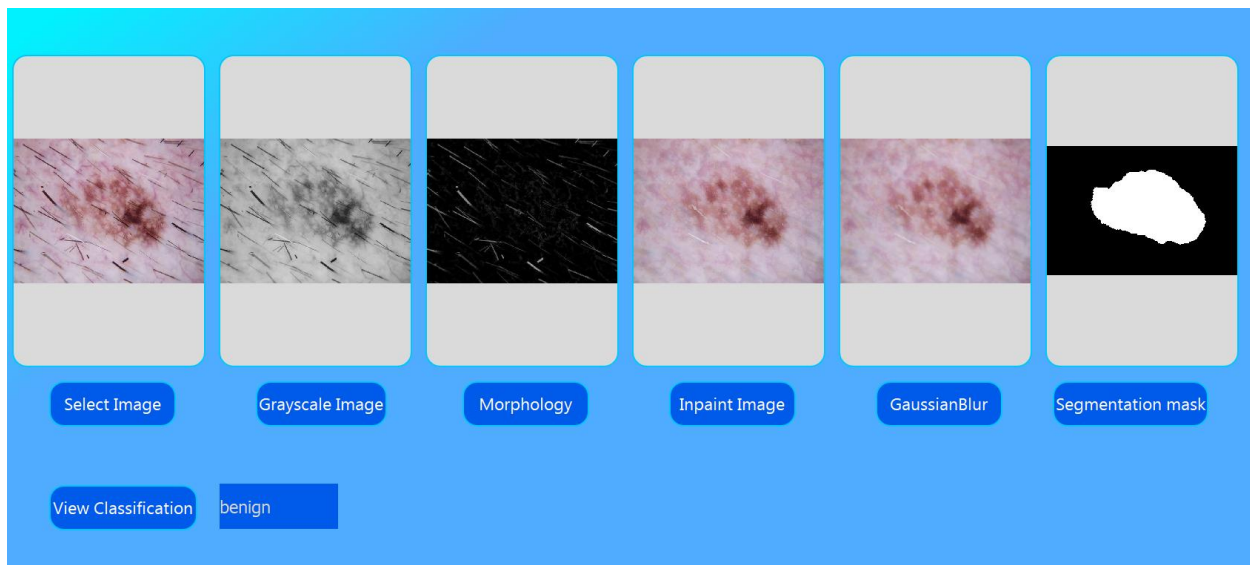 Select Image
Grayscale Image
Morphology
Inpaint Image
GaussianBlur
Segmentation mask
View Classification
benign